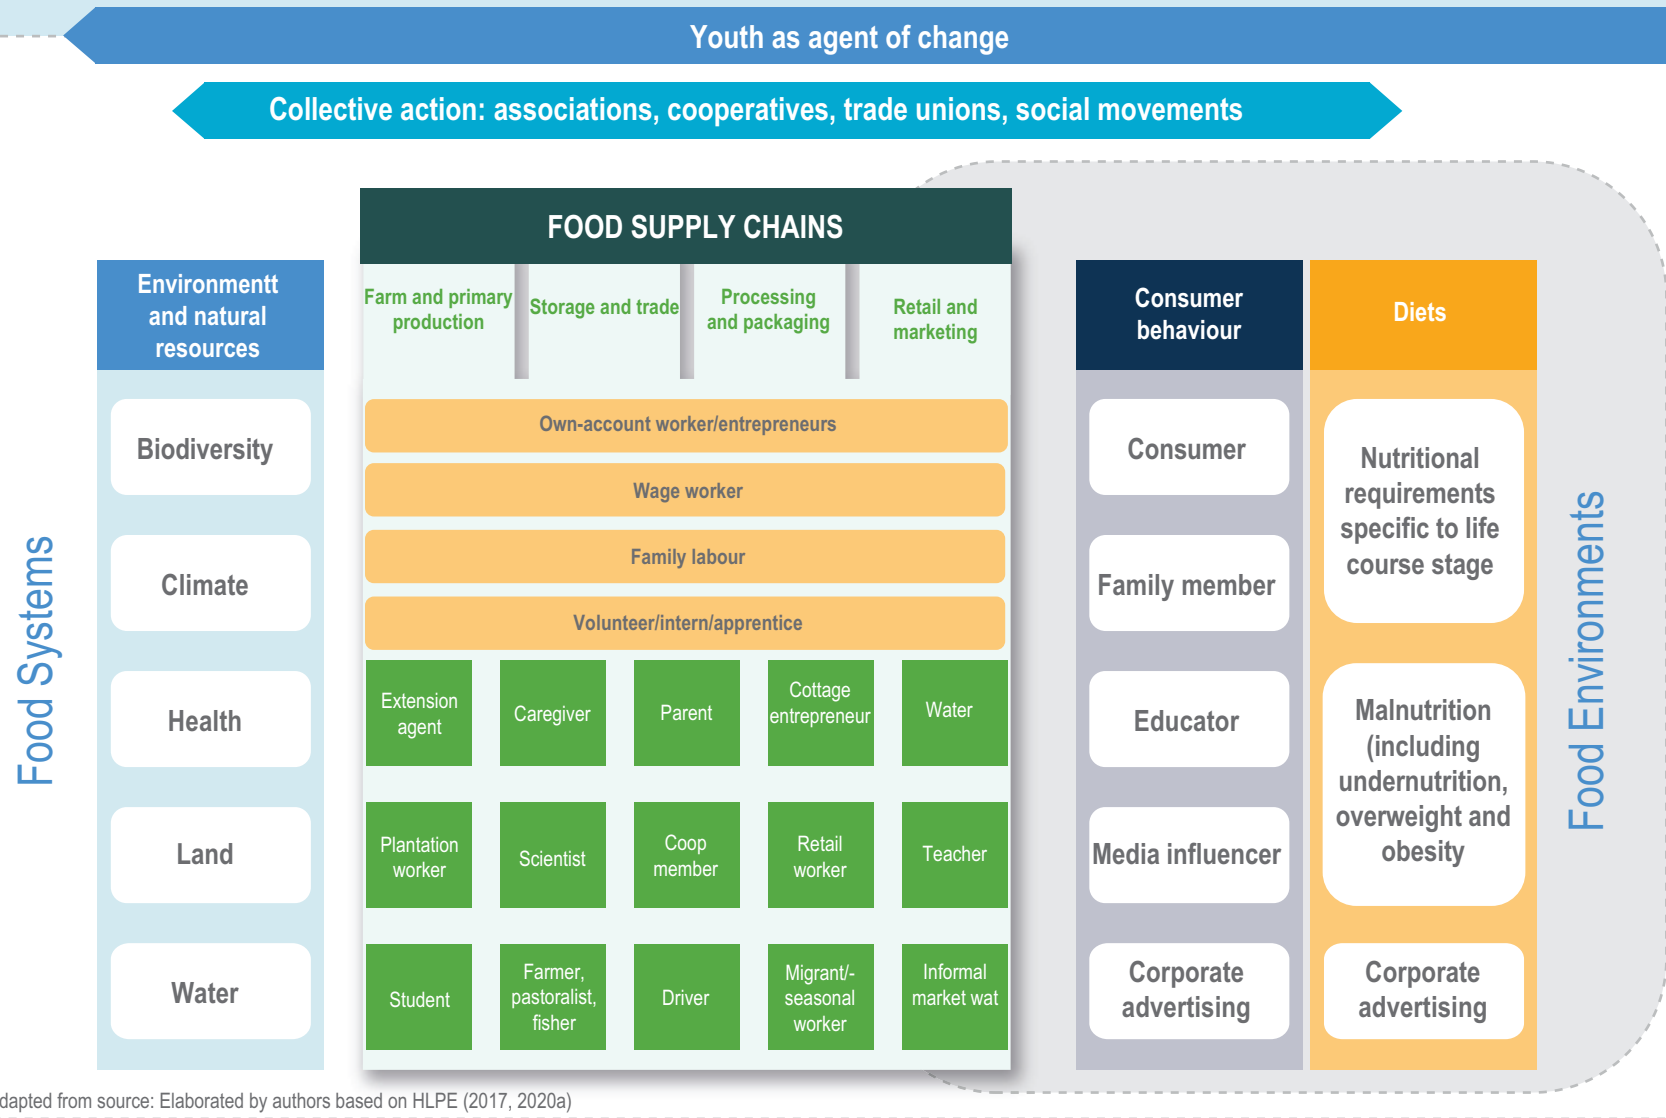 Youth as agent of change
Collective action: associations, cooperatives, trade unions, social movements
FOOD SUPPLY CHAINS
Environmentt
and natural
resources
Farm and primary
production
Storage and trade
Processing
and packaging
Retail and
marketing
Consumer
behaviour
Diets
Biodiversity
Climate
Health
Land
Water
Own-account worker/entrepreneurs
Wage worker
Family labour
Volunteer/intern/apprentice
Extension
agent
Caregiver
Parent
Cottage
entrepreneur
Water
Plantation
worker
Scientist
Coop
member
Retail
worker
Teacher
Student
Farmer,
pastoralist,
fisher
Driver
Migrant/-
seasonal
worker
Informal
market wat
Consumer
Family member
Educator
Media influencer
Corporate
advertising
Nutritional
requirements
specific to life
course stage
Malnutrition
(including
undernutrition,
overweight and
obesity
Corporate
advertising
Food Systems
Food Environments
dapted from source: Elaborated by authors based on HLPE (2017, 2020a)